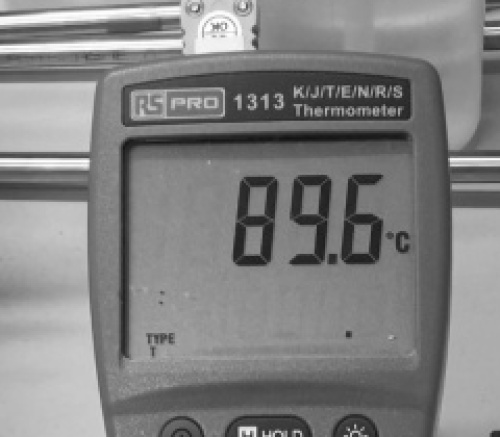 RS PRO 1313 K/J/T/E/N/R/S
Thermometer
89.6 °C
TYPE
T
H HOLD